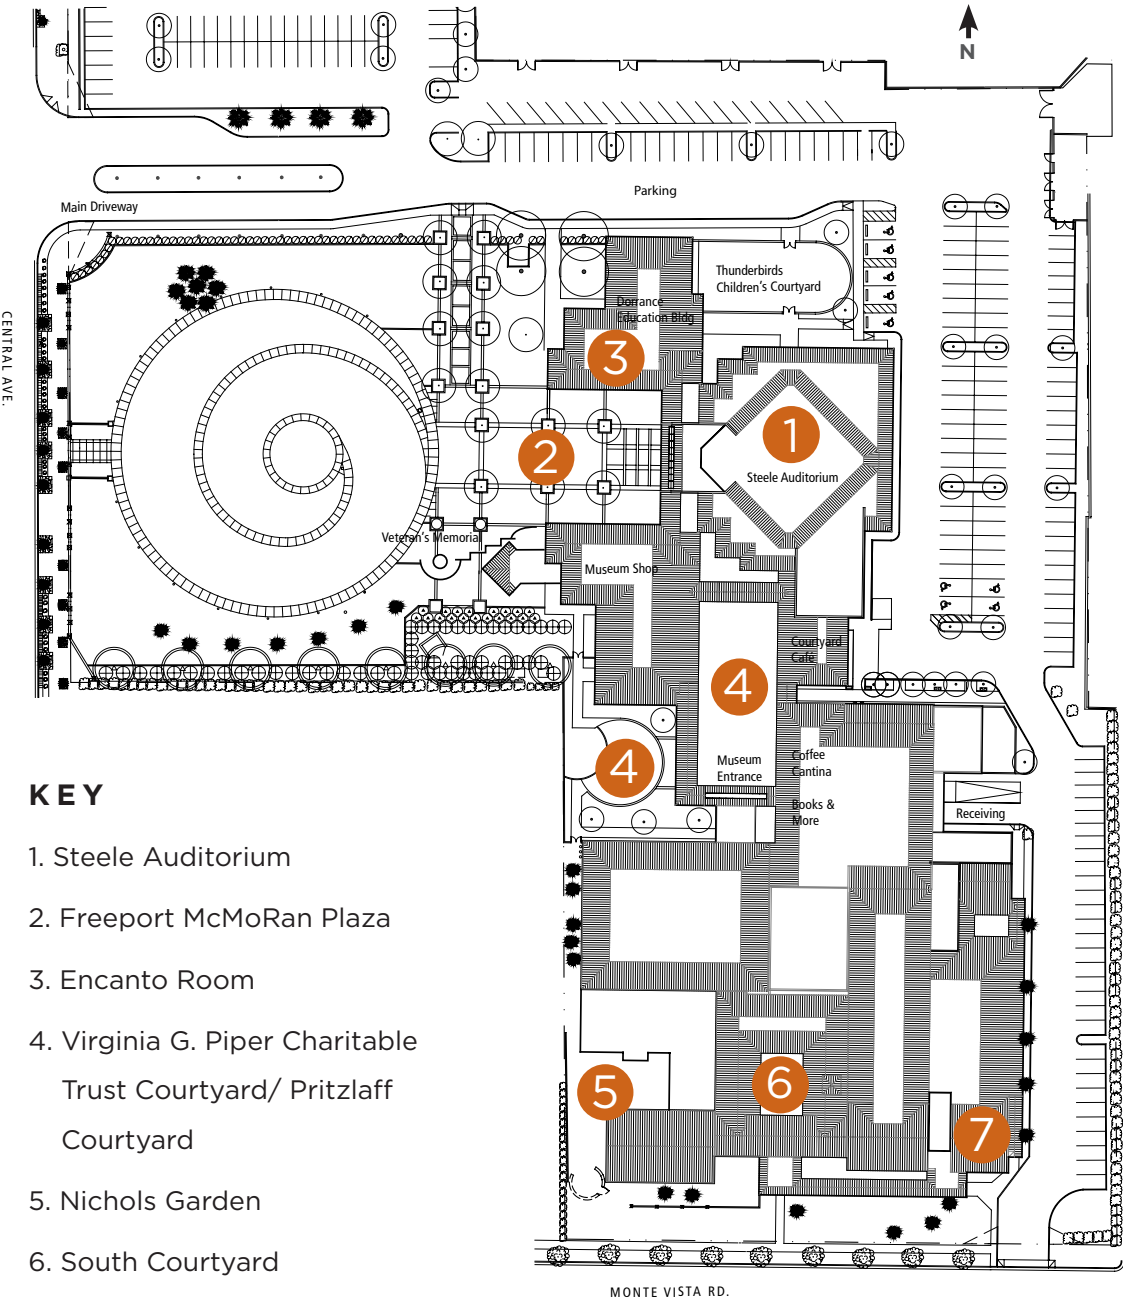 N
Parking
Main Driveway
CENTRAL AVE.
Thunderbirds
Children's Courtyard
Dorrance
Education Bldg
3
1
2
Steele Auditorium
Veteran's Memorial
Museum Shop
Courtyard
Café
4
4
Museum
Entrance
Coffee
Cantina
Books &
More
Receiving
KEY
1. Steele Auditorium
2. Freeport McMoRan Plaza
3. Encanto Room
4. Virginia G. Piper Charitable
Trust Courtyard/ Pritzlaff
Courtyard
5. Nichols Garden
6. South Courtyard
5
6
7
MONTE VISTA RD.